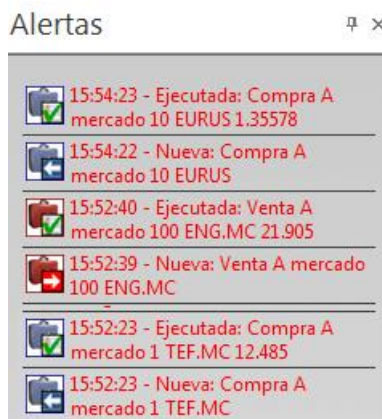 Alertas
15:54:23 - Ejecutada: Compra A
mercado 10 EURUS 1.35578
15:54:22 - Nueva: Compra A
mercado 10 EURUS
15:52:40 - Ejecutada: Venta A
mercado 100 ENG.MC 21.905
15:52:39 - Nueva: Venta A mercado
100 ENG.MC
15:52:23 - Ejecutada: Compra A
mercado 1 TEF.MC 12.485
15:52:23 - Nueva: Compra A
mercado 1 TEF.MC